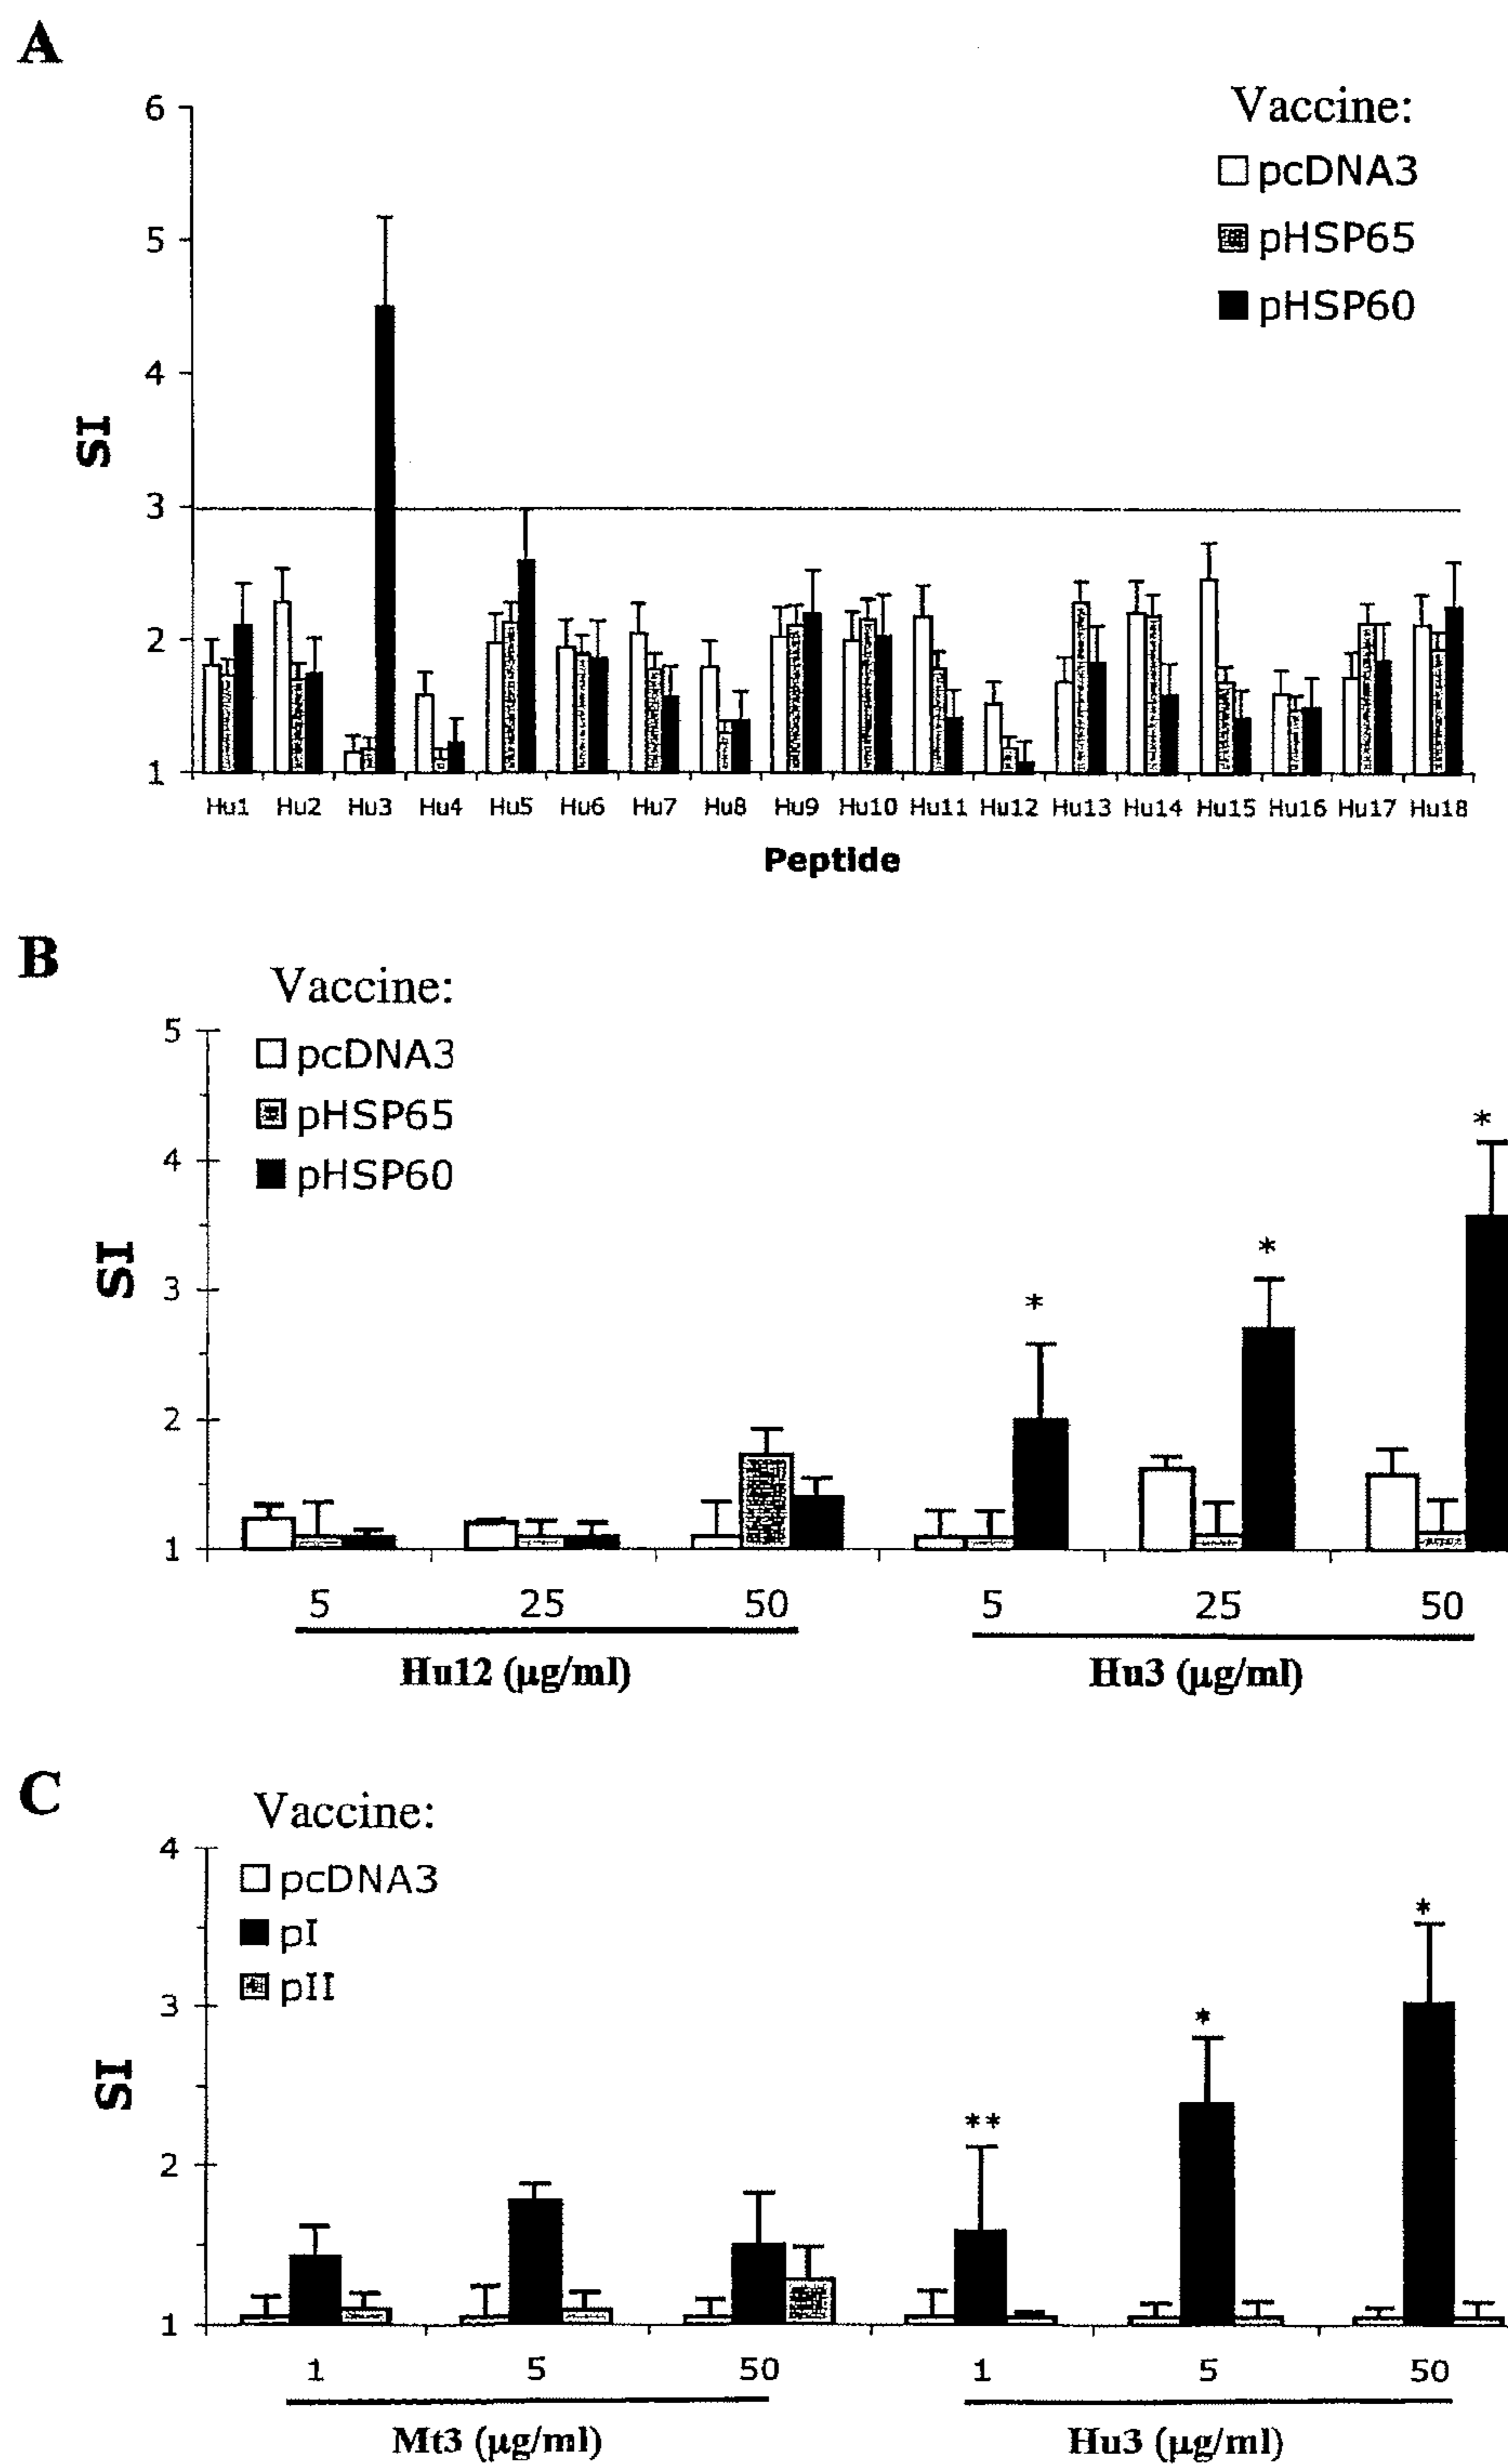 A
Vaccine:
pcDNA3
pHSP65
pHSP60
6
5
4
3
2
1
SI
Hu1 Hu2 Hu3 Hu4 Hu5 Hu6 Hu7 Hu8 Hu9 Hu10 Hu11 Hu12 Hu13 Hu14 Hu15 Hu16 Hu17 Hu18
Peptide
B
Vaccine:
pcDNA3
pHSP65
pHSP60
5
4
3
2
1
SI
* * *
5 25 50 5 25 50
Hu12 (µg/ml) Hu3 (µg/ml)
C
Vaccine:
pcDNA3
pI
pII
4
3
2
1
SI
** * *
1 5 50 1 5 50
Mt3 (µg/ml) Hu3 (µg/ml)